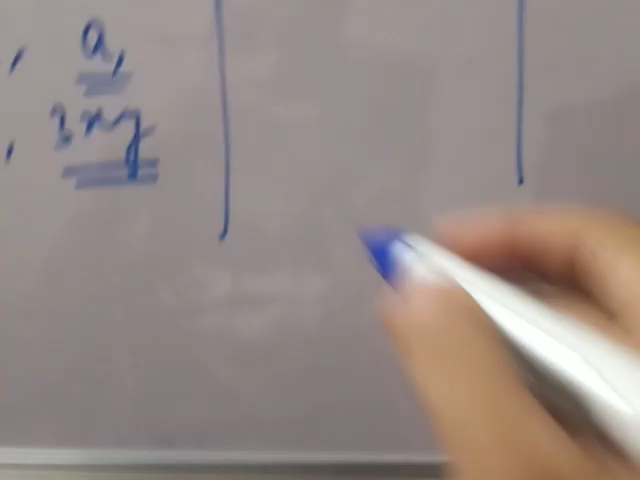 , a,
, 3xy